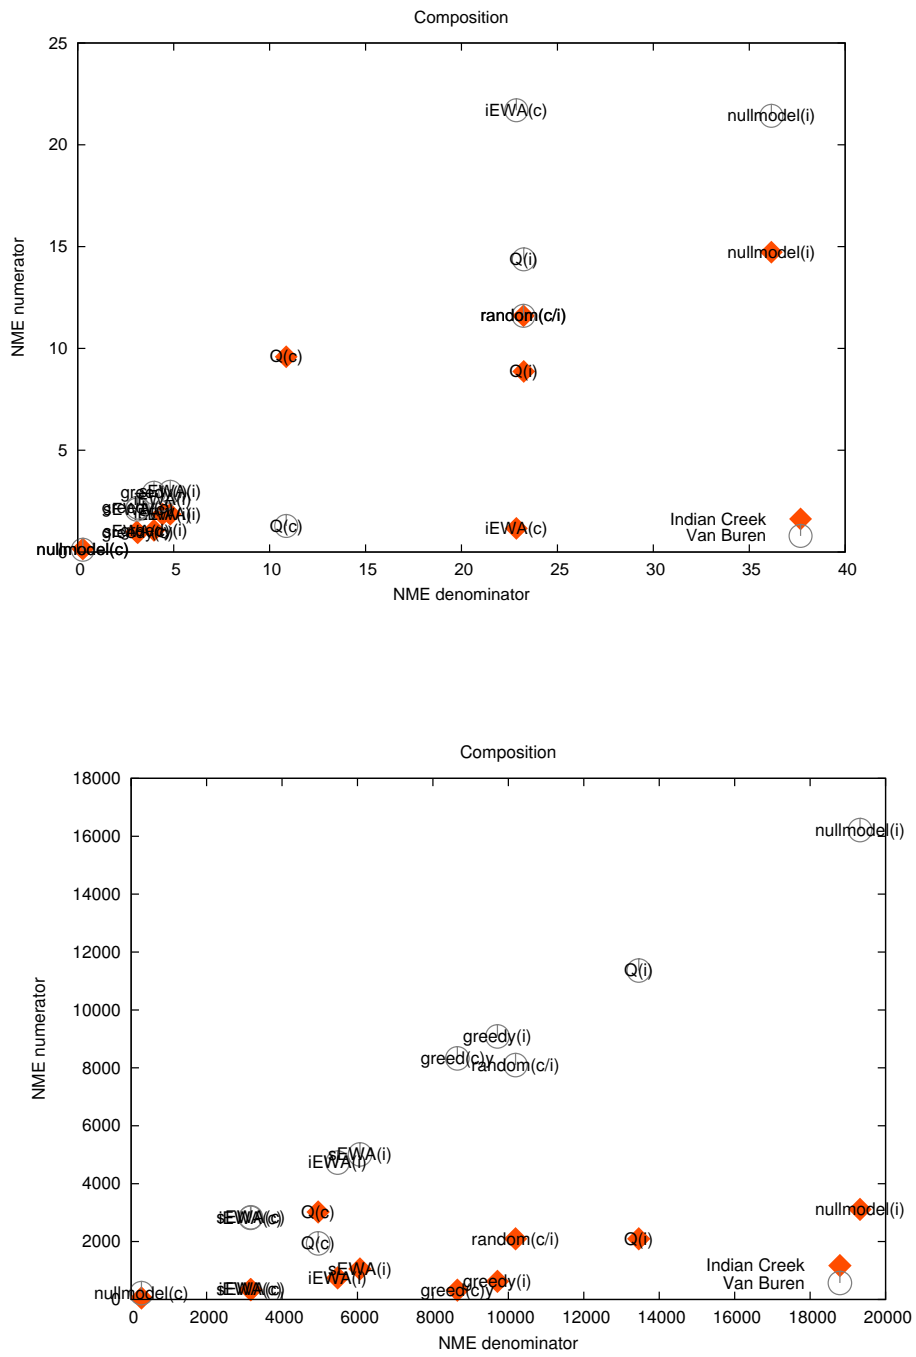 Composition
25
iEWA(c)
nullmodel(i)
20
15
Q(i)
nullmodel(i)
NME numerator
random(c/i)
10
Q(c)
Q(i)
5
sEWA(i)
Q(c)
iEWA(c)
Indian Creek
Van Buren
nullmodel(c)
0
0 5 10 15 20 25 30 35 40
NME denominator
Composition
18000
nullmodel(i)
16000
14000
12000
Q(i)
10000
greedy(i)
greed(c)y
8000
random(c/i)
NME numerator
6000
sEWA(i)
iEWA(i)
4000
Q(c)
nullmodel(i)
2000
Q(c)
random(c/i)
Q(i)
sEWA(i)
iEWA(i)
greedy(i)
greed(c)y
Indian Creek
Van Buren
nullmodel(c)
0
0 2000 4000 6000 8000 10000 12000 14000 16000 18000 20000
NME denominator